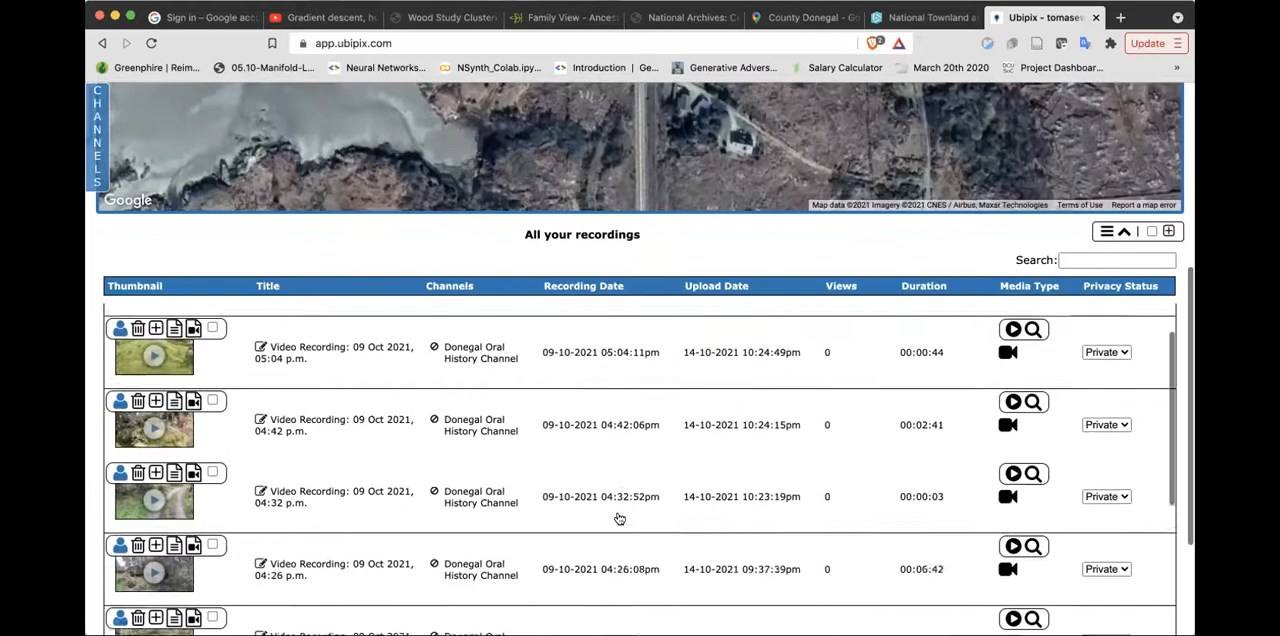 Sign in – Google acc
Gradient descent, h
Wood Study Cluster
Family View - Ances
National Archives: C
County Donegal - Go
National Townland a
Ubipix - tomasew
app.ubipix.com
2
Update
Greenphire | Reim...
05.10-Manifold-L...
Neural Networks...
NSynth_Colab.ipy...
Introduction | Ge...
Generative Advers...
Salary Calculator
March 20th 2020
Project Dashboar...
»
CHANNELS
Google
Map data ©2021 Imagery ©2021 CNES / Airbus, Maxar Technologies
Terms of Use
Report a map error
All your recordings
Search:
Thumbnail Title Channels Recording Date Upload Date Views Duration Media Type Privacy Status
Video Recording: 09 Oct 2021, Donegal Oral 09-10-2021 05:04:11pm 14-10-2021 10:24:49pm 0 00:00:44 Private
05:04 p.m. History Channel
Video Recording: 09 Oct 2021, Donegal Oral 09-10-2021 04:42:06pm 14-10-2021 10:24:15pm 0 00:02:41 Private
04:42 p.m. History Channel
Video Recording: 09 Oct 2021, Donegal Oral 09-10-2021 04:32:52pm 14-10-2021 10:23:19pm 0 00:00:03 Private
04:32 p.m. History Channel
Video Recording: 09 Oct 2021, Donegal Oral 09-10-2021 04:26:08pm 14-10-2021 09:37:39pm 0 00:06:42 Private
04:26 p.m. History Channel